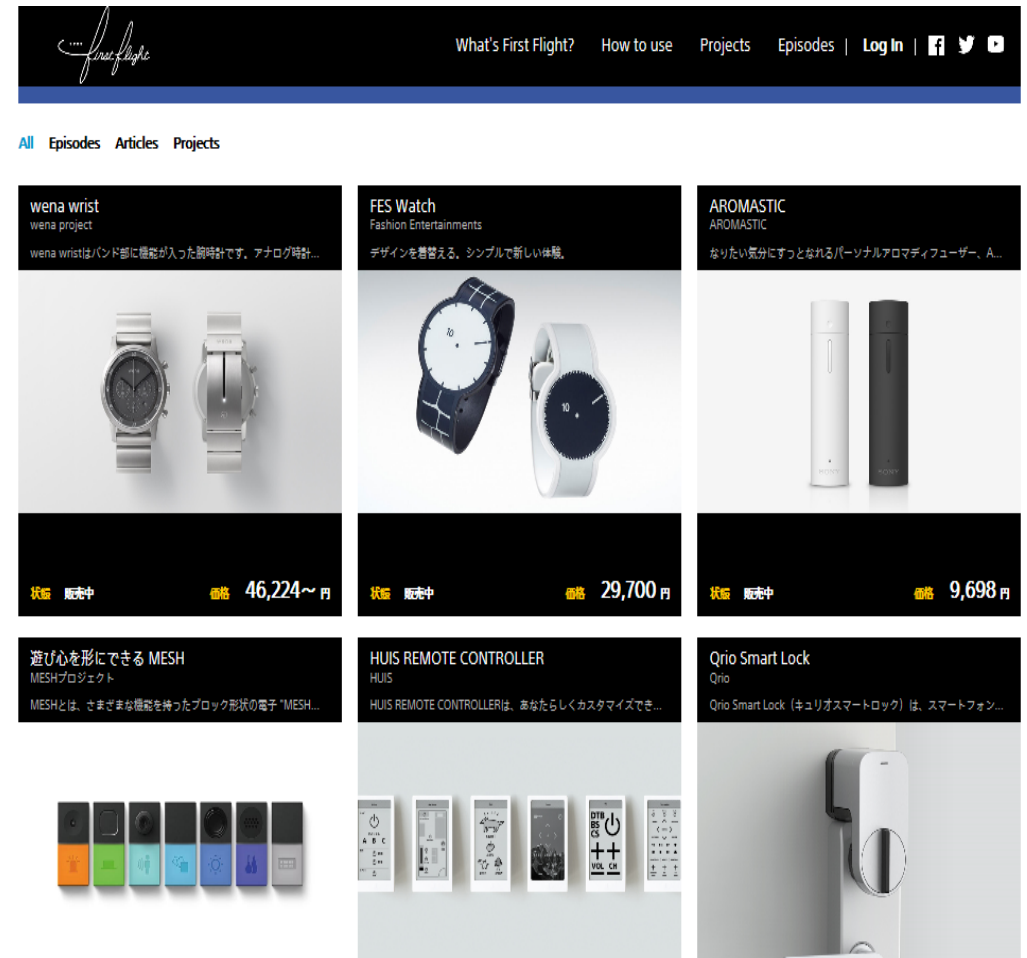 First Flight
What's First Flight? How to use Projects Episodes | Log In |
All Episodes Articles Projects
wena wrist
wena project
wena wristはバンド部に機能が入った腕時計です。アナログ時計...
FES Watch
Fashion Entertainments
デザインを着替える。シンプルで新しい体験。
AROMASTIC
AROMASTIC
なりたい気分にすっとなれるパーソナルアロマディフューザー、A...
10
10
SONY
SONY
状態 販売中 価格 46,224～ 円
状態 販売中 価格 29,700 円
状態 販売中 価格 9,698 円
遊び心を形にできる MESH
MESHプロジェクト
MESHとは、さまざまな機能を持ったブロック形状の電子 "MESH...
HUIS REMOTE CONTROLLER
HUIS
HUIS REMOTE CONTROLLERは、あなたらしくカスタマイズでき...
Qrio Smart Lock
Qrio
Qrio Smart Lock（キュリオスマートロック）は、スマートフォン...
A B C
DTB
BS
CS
VOL CH